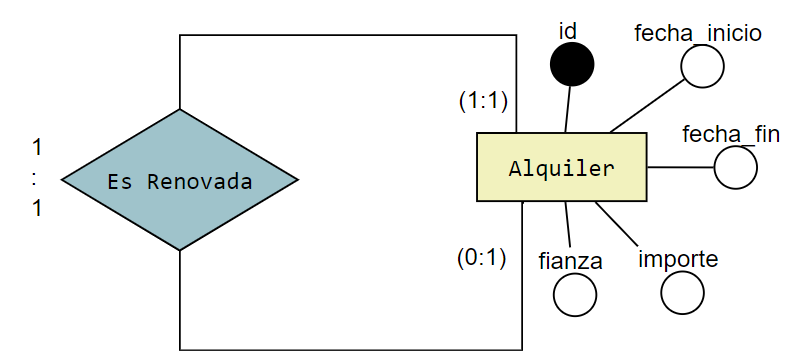 id
fecha_inicio
(1:1)
fecha_fin
1
:
1
Es Renovada
Alquiler
(0:1)
fianza
importe